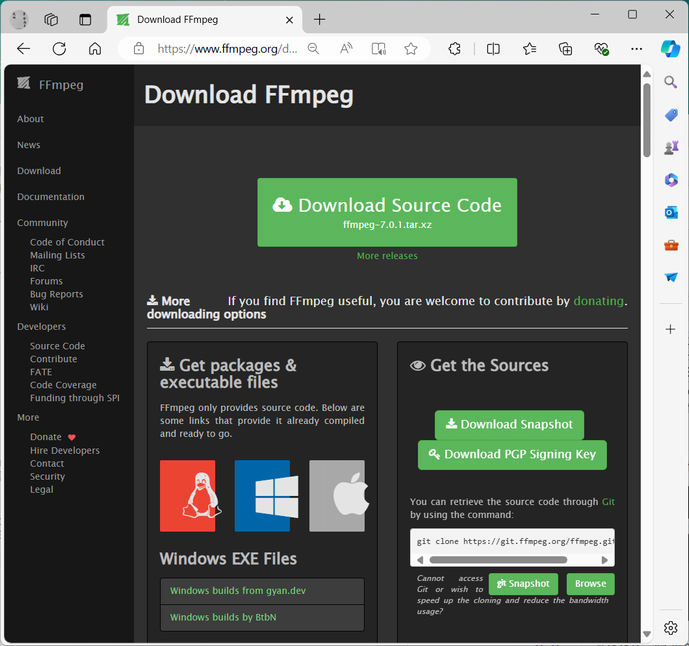 Download FFmpeg
https://www.ffmpeg.org/d...
FFmpeg
About
News
Download
Documentation
Community
Code of Conduct
Mailing Lists
IRC
Forums
Bug Reports
Wiki
Developers
Source Code
Contribute
FATE
Code Coverage
Funding through SPI
More
Donate
Hire Developers
Contact
Security
Legal
Download FFmpeg
Download Source Code
ffmpeg-7.0.1.tar.xz
More releases
More
downloading options
If you find FFmpeg useful, you are welcome to contribute by donating.
Get packages &
executable files
FFmpeg only provides source code. Below are
some links that provide it already compiled
and ready to go.
Windows EXE Files
Windows builds from gyan.dev
Windows builds by BtbN
Get the Sources
Download Snapshot
Download PGP Signing Key
You can retrieve the source code through Git
by using the command:
git clone https://git.ffmpeg.org/ffmpeg.git
Cannot access
Git or wish to
speed up the cloning and reduce the bandwidth
usage?
Snapshot
Browse